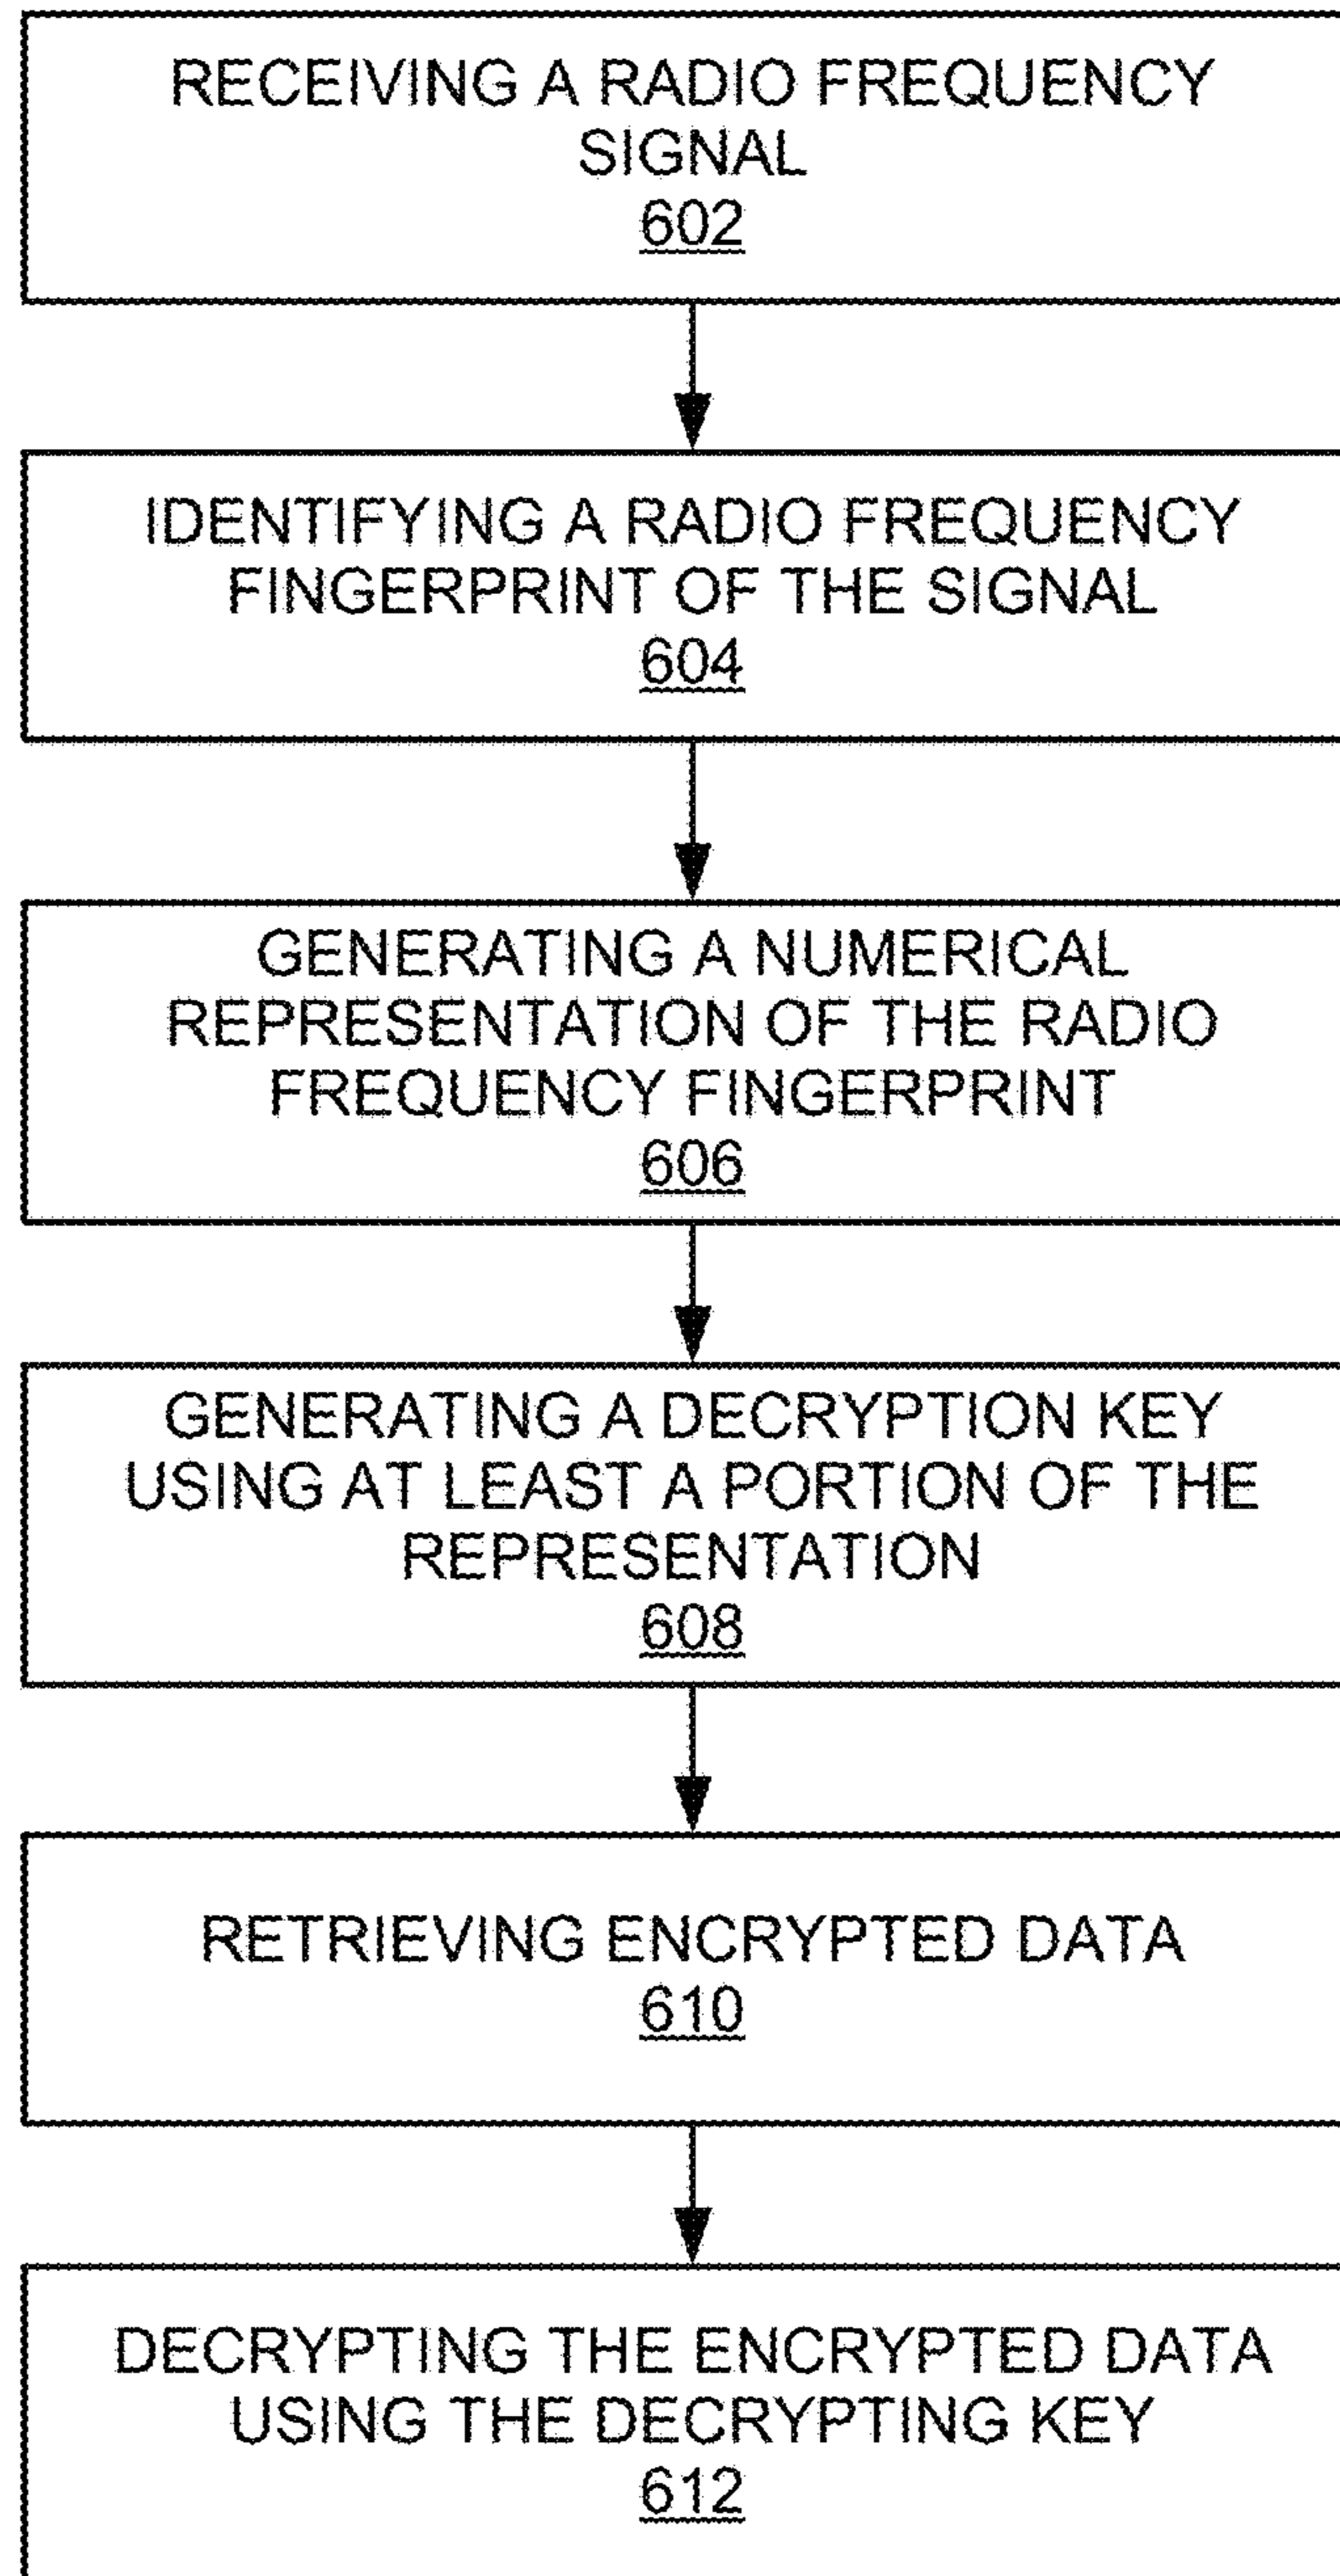 RECEIVING A RADIO FREQUENCY
SIGNAL
602
IDENTIFYING A RADIO FREQUENCY
FINGERPRINT OF THE SIGNAL
604
GENERATING A NUMERICAL
REPRESENTATION OF THE RADIO
FREQUENCY FINGERPRINT
606
GENERATING A DECRYPTION KEY
USING AT LEAST A PORTION OF THE
REPRESENTATION
608
RETRIEVING ENCRYPTED DATA
610
DECRYPTING THE ENCRYPTED DATA
USING THE DECRYPTING KEY
612